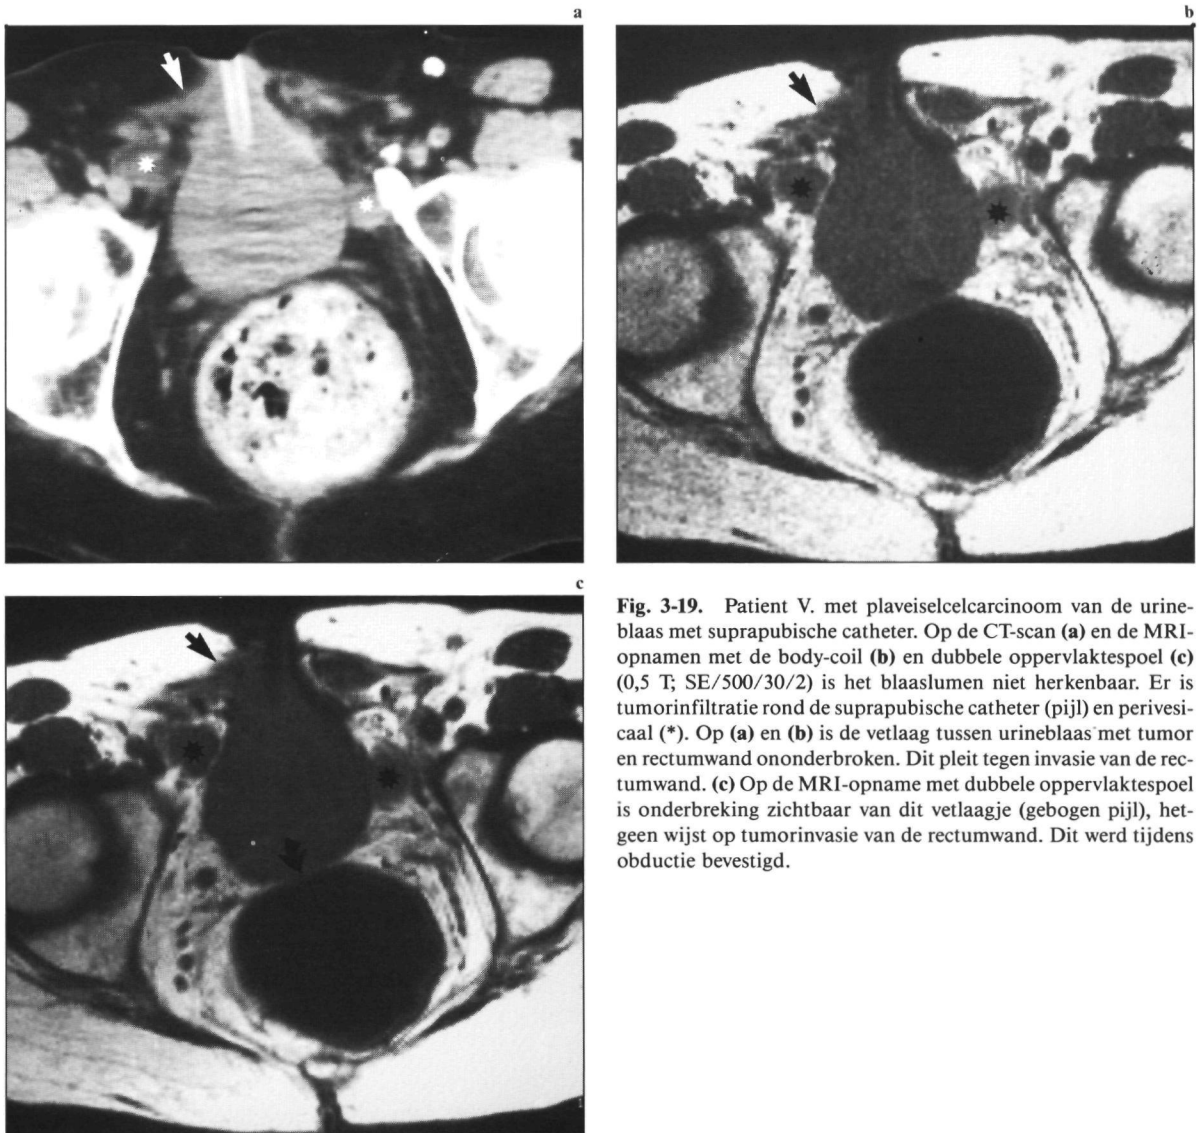 a
b
c
Fig. 3-19. Patient V. met plaveiselcelcarcinoom van de urine-
blaas met suprapubische catheter. Op de CT-scan (a) en de MRI-
opnamen met de body-coil (b) en dubbele oppervlaktespoel (c)
(0,5 T; SE/500/30/2) is het blaaslumen niet herkenbaar. Er is
tumorinfiltratie rond de suprapubische catheter (pijl) en perivesi-
caal (*). Op (a) en (b) is de vetlaag tussen urineblaas met tumor
en rectumwand ononderbroken. Dit pleit tegen invasie van de rec-
tumwand. (c) Op de MRI-opname met dubbele oppervlaktespoel
is onderbreking zichtbaar van dit vetlaagje (gebogen pijl), het-
geen wijst op tumorinvasie van de rectumwand. Dit werd tijdens
obductie bevestigd.